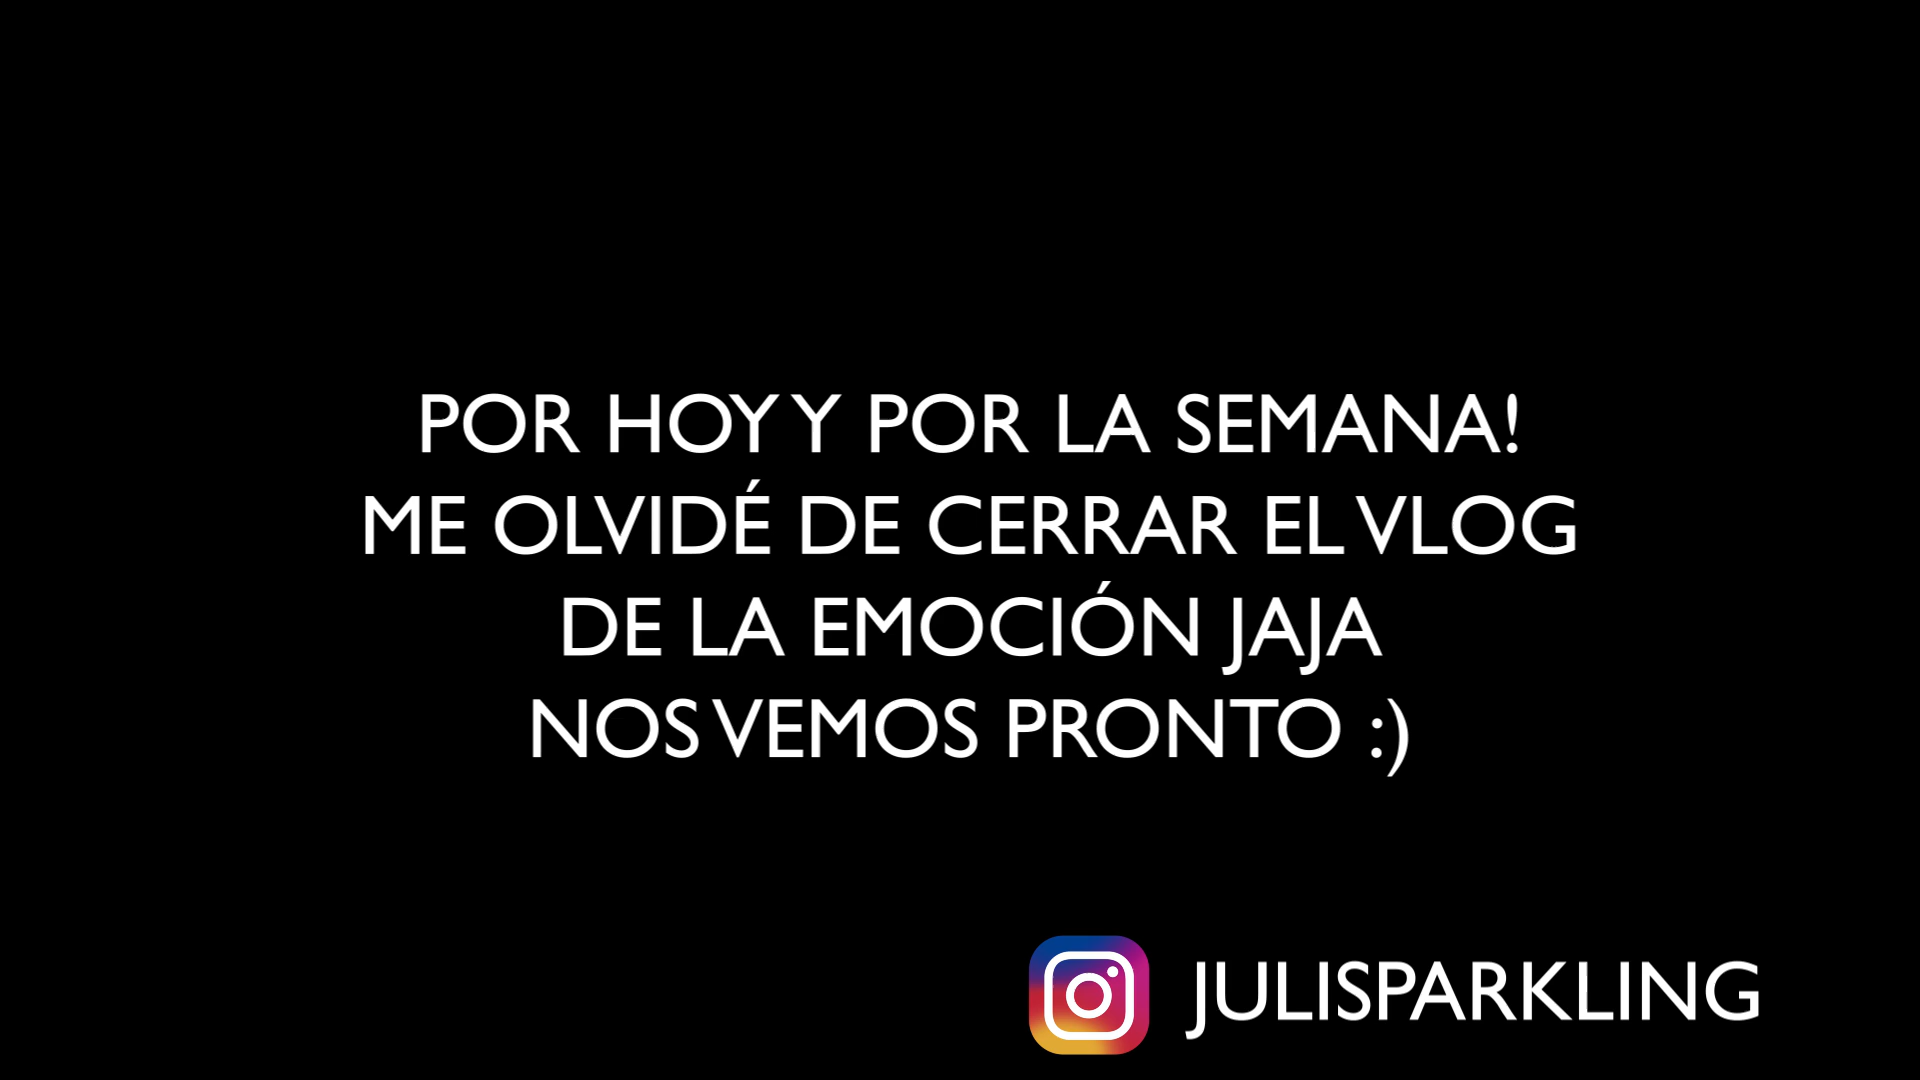 POR HOY Y POR LA SEMANA!
ME OLVIDÉ DE CERRAR EL VLOG
DE LA EMOCIÓN JAJA
NOS VEMOS PRONTO :)
JULISPARKLING